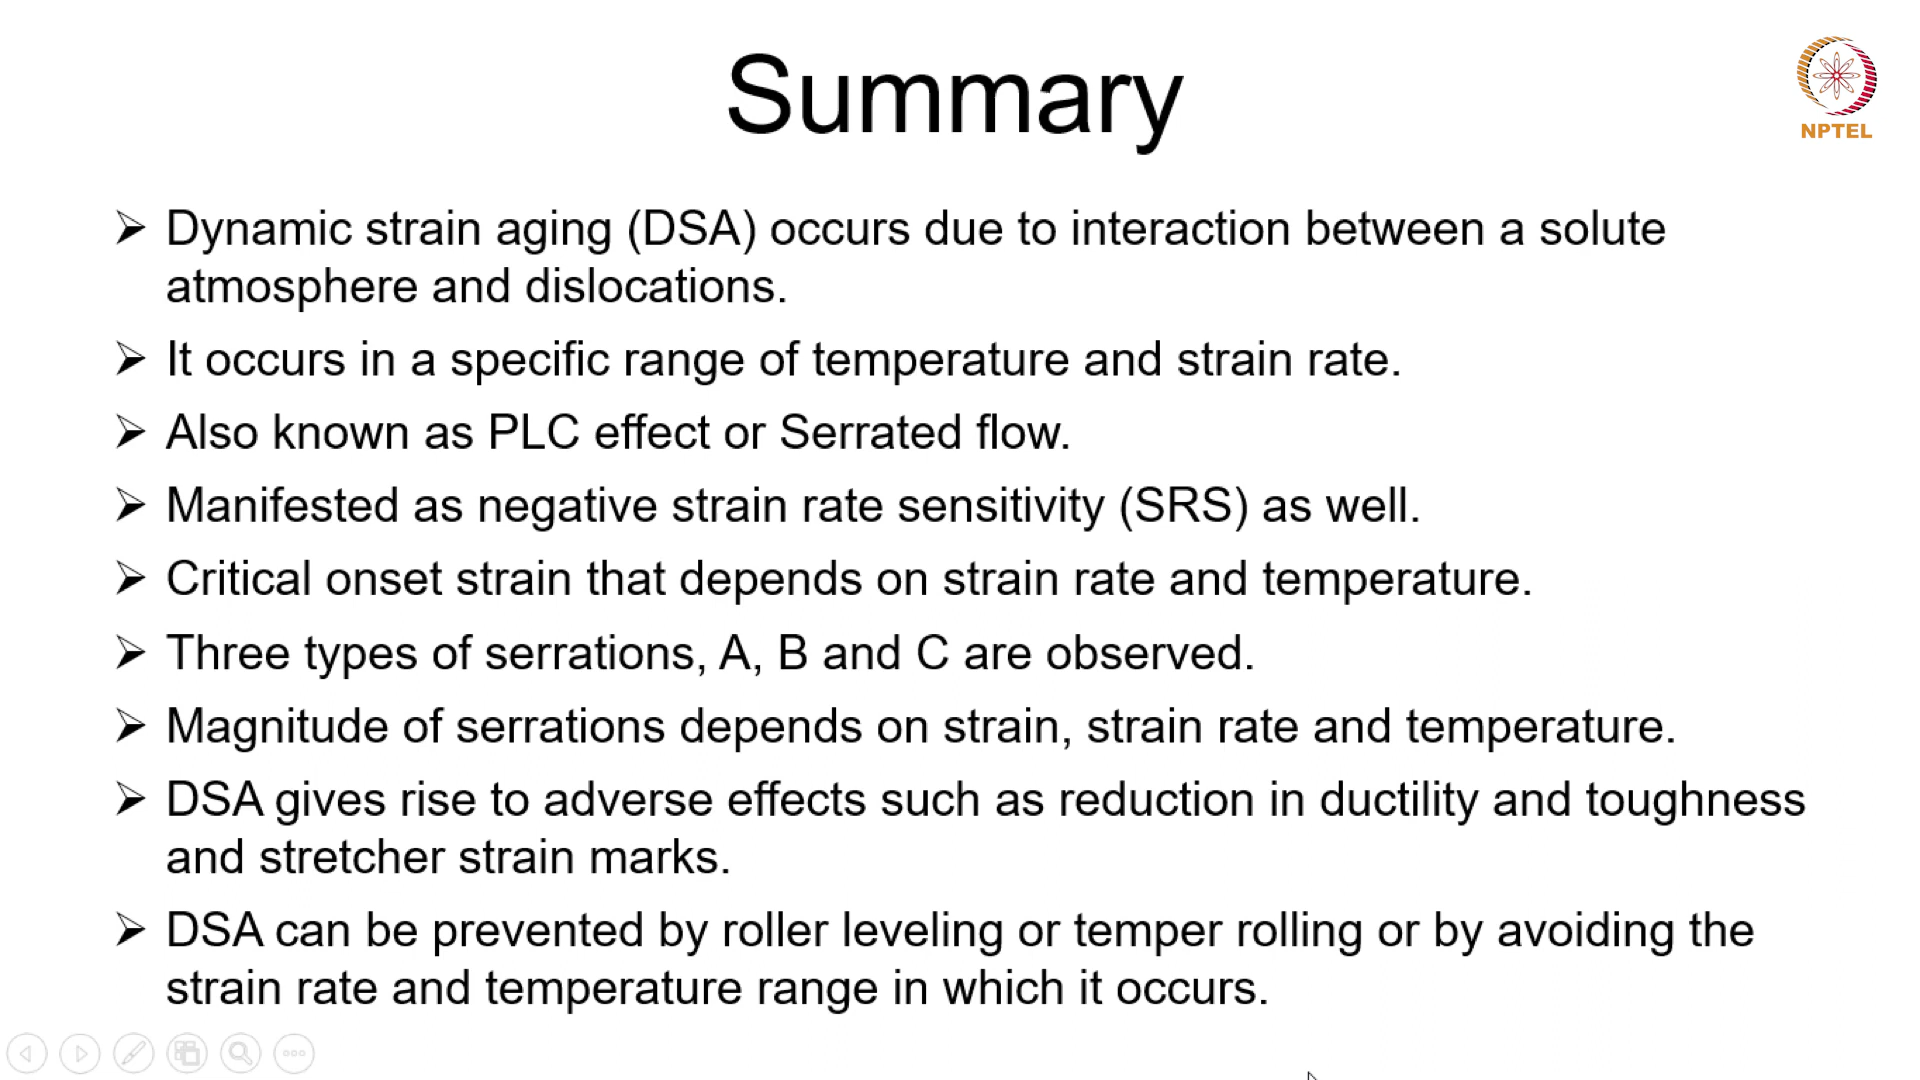 Summary
NPTEL
➢ Dynamic strain aging (DSA) occurs due to interaction between a solute
atmosphere and dislocations.
➢ It occurs in a specific range of temperature and strain rate.
➢ Also known as PLC effect or Serrated flow.
➢ Manifested as negative strain rate sensitivity (SRS) as well.
➢ Critical onset strain that depends on strain rate and temperature.
➢ Three types of serrations, A, B and C are observed.
➢ Magnitude of serrations depends on strain, strain rate and temperature.
➢ DSA gives rise to adverse effects such as reduction in ductility and toughness
and stretcher strain marks.
➢ DSA can be prevented by roller leveling or temper rolling or by avoiding the
strain rate and temperature range in which it occurs.